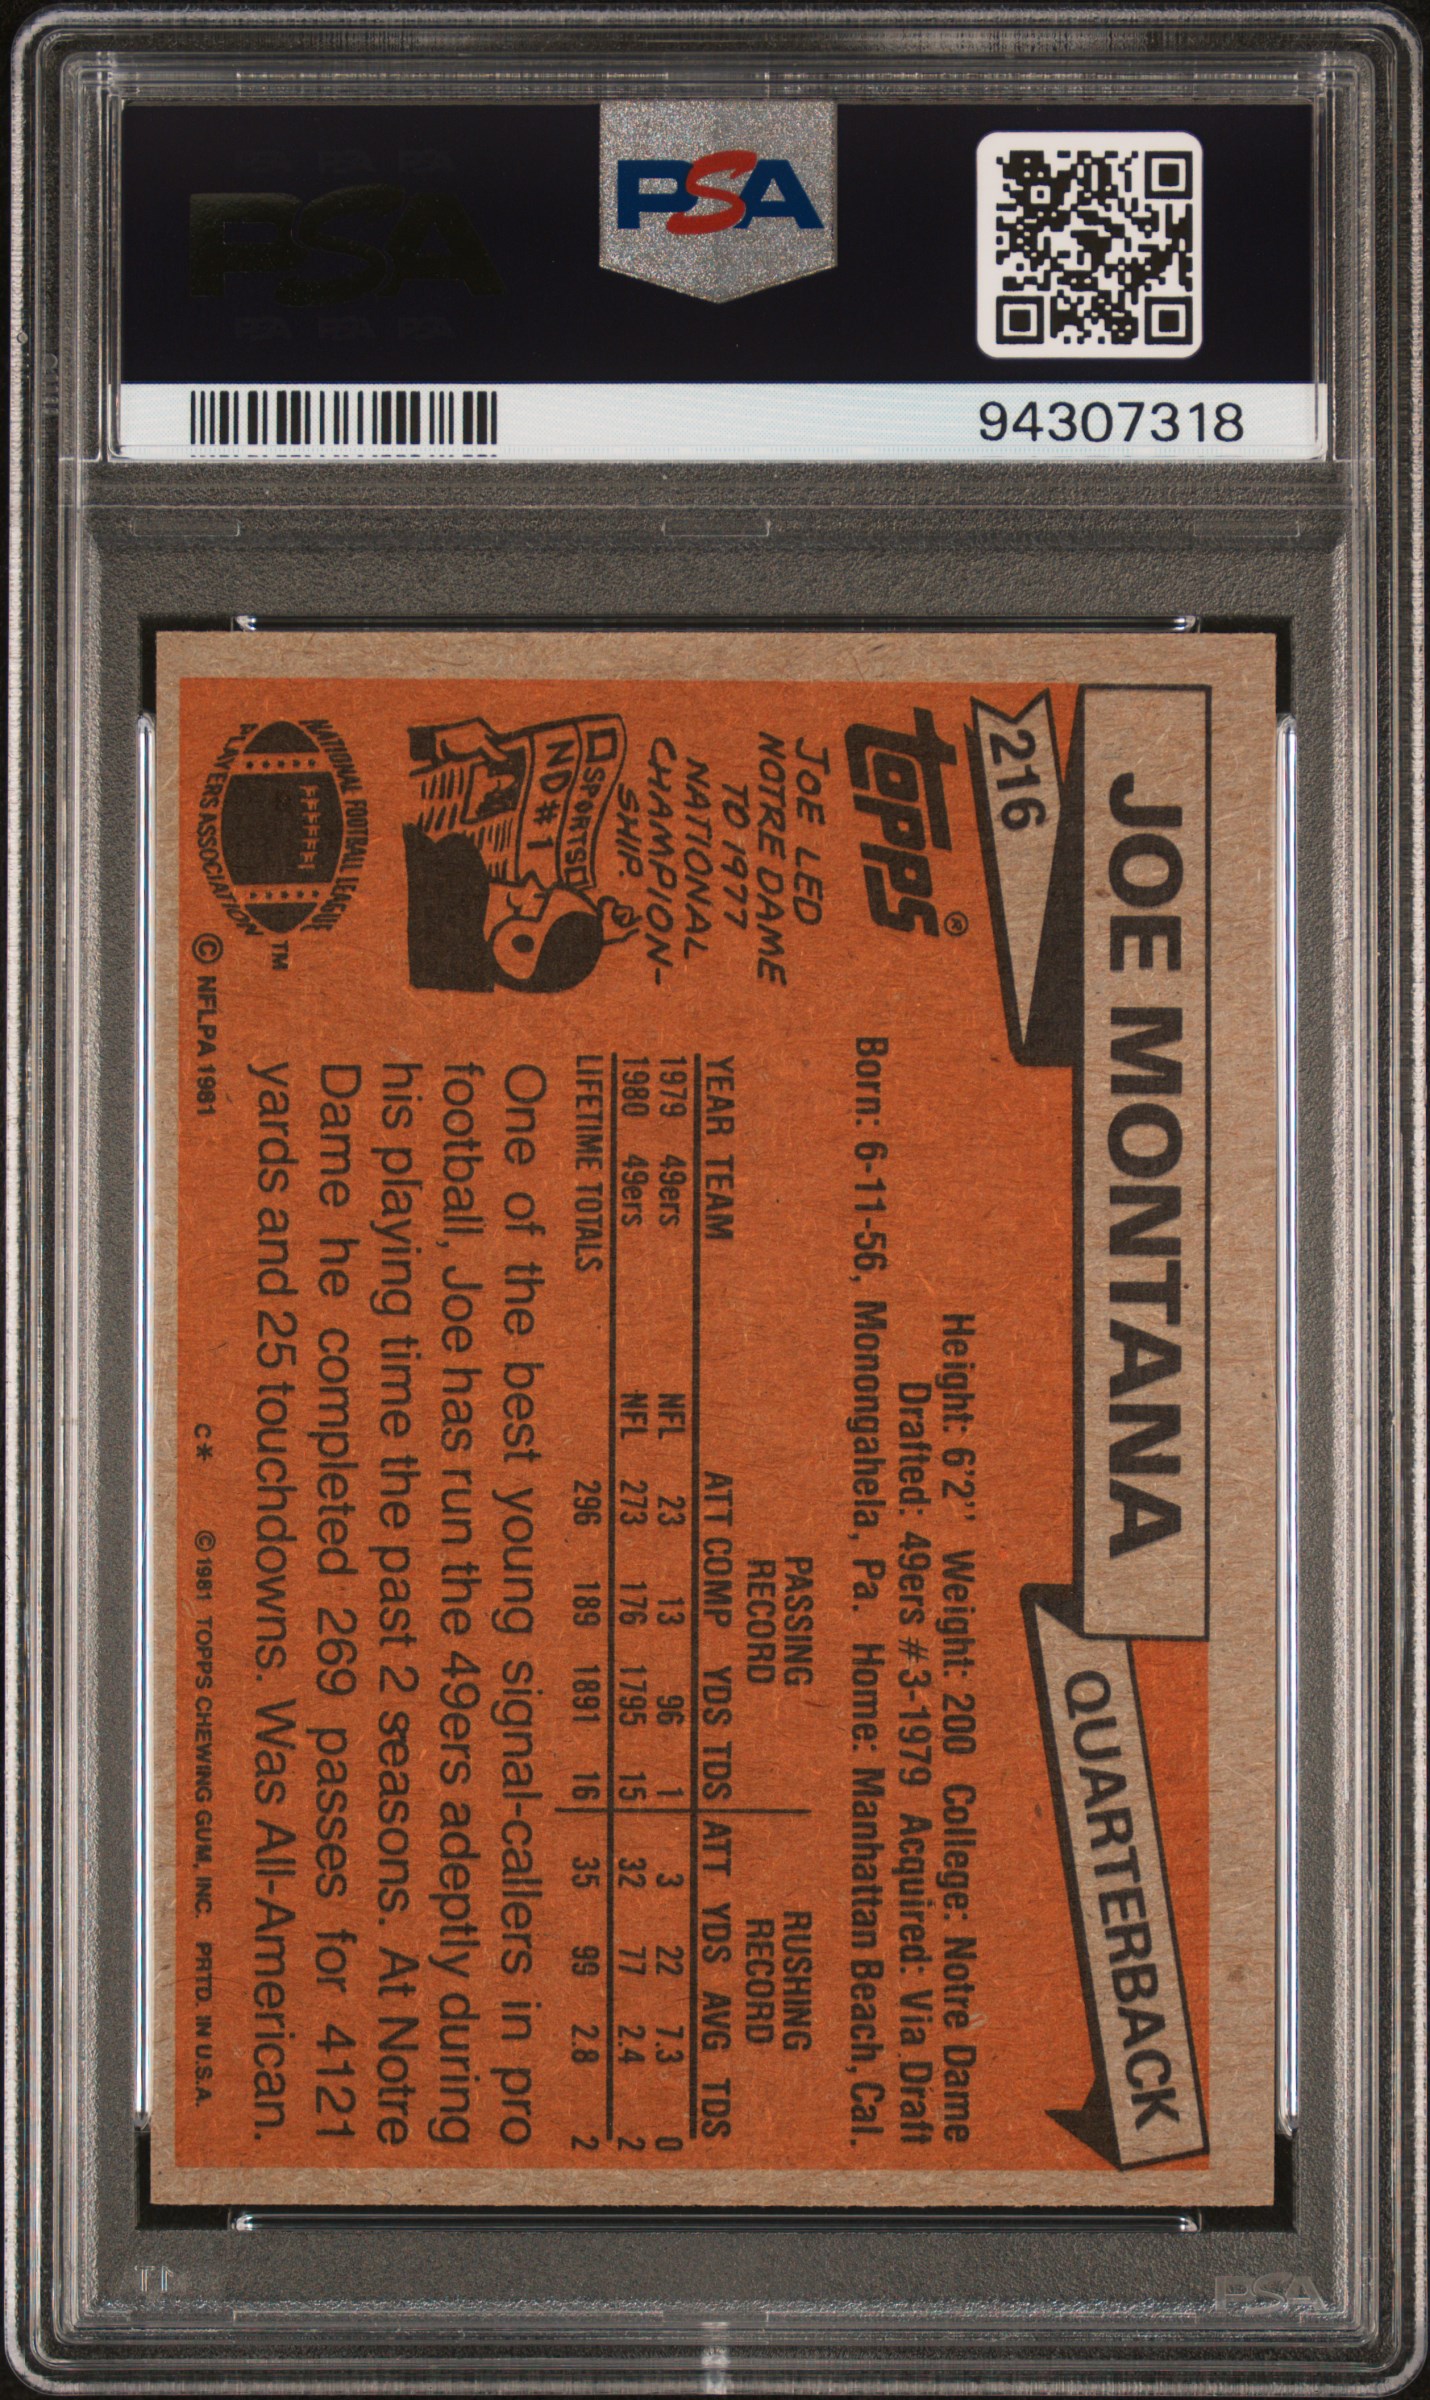 PSA
PSA
94307318
JOE MONTANA
QUARTERBACK
216
Height: 6'2" Weight: 200 College: Notre Dame
Drafted: 49ers #3-1979 Acquired: Via Draft
Born: 6-11-56, Monongahela, Pa. Home: Manhattan Beach, Cal.
TOPPS®
JOE LED
NOTRE DAME
TO 1977
NATIONAL
CHAMPION-
SHIP.
SPORTS
ND #1
PASSING RUSHING
RECORD RECORD
YEAR TEAM ATT COMP YDS TDS ATT YDS AVG TDS
1979 49ers NFL 23 13 96 1 3 22 7.3 0
1980 49ers NFL 273 176 1795 15 32 77 2.4 2
LIFETIME TOTALS 296 189 1891 16 35 99 2.8 2
One of the best young signal-callers in pro
football, Joe has run the 49ers adeptly during
his playing time the past 2 seasons. At Notre
Dame he completed 269 passes for 4121
yards and 25 touchdowns. Was All-American.
NATIONAL FOOTBALL LEAGUE
PLAYERS ASSOCIATION
TM
© NFLPA 1981
C* © 1981 TOPPS CHEWING GUM, INC. PRTD. IN U.S.A.
PSA